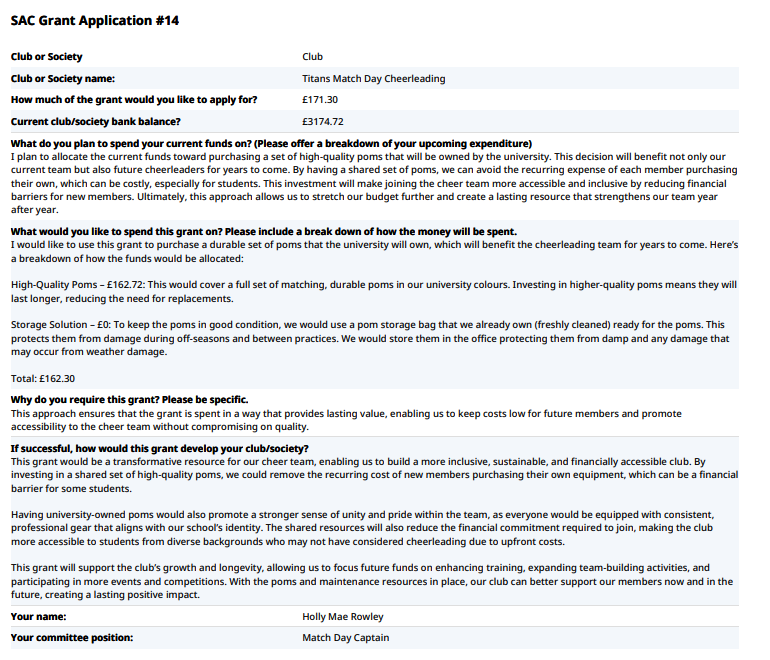 SAC Grant Application #14
Club or Society Club
Club or Society name: Titans Match Day Cheerleading
How much of the grant would you like to apply for? £171.30
Current club/society bank balance? £3174.72
What do you plan to spend your current funds on? (Please offer a breakdown of your upcoming expenditure)
I plan to allocate the current funds toward purchasing a set of high-quality poms that will be owned by the university. This decision will benefit not only our
current team but also future cheerleaders for years to come. By having a shared set of poms, we can avoid the recurring expense of each member purchasing
their own, which can be costly, especially for students. This investment will make joining the cheer team more accessible and inclusive by reducing financial
barriers for new members. Ultimately, this approach allows us to stretch our budget further and create a lasting resource that strengthens our team year
after year.
What would you like to spend this grant on? Please include a break down of how the money will be spent.
I would like to use this grant to purchase a durable set of poms that the university will own, which will benefit the cheerleading team for years to come. Here's
a breakdown of how the funds would be allocated:
High-Quality Poms – £162.72: This would cover a full set of matching, durable poms in our university colours. Investing in higher-quality poms means they will
last longer, reducing the need for replacements.
Storage Solution – £0: To keep the poms in good condition, we would use a pom storage bag that we already own (freshly cleaned) ready for the poms. This
protects them from damage during off-seasons and between practices. We would store them in the office protecting them from damp and any damage that
may occur from weather damage.
Total: £162.30
Why do you require this grant? Please be specific.
This approach ensures that the grant is spent in a way that provides lasting value, enabling us to keep costs low for future members and promote
accessibility to the cheer team without compromising on quality.
If successful, how would this grant develop your club/society?
This grant would be a transformative resource for our cheer team, enabling us to build a more inclusive, sustainable, and financially accessible club. By
investing in a shared set of high-quality poms, we could remove the recurring cost of new members purchasing their own equipment, which can be a financial
barrier for some students.
Having university-owned poms would also promote a stronger sense of unity and pride within the team, as everyone would be equipped with consistent,
professional gear that aligns with our school's identity. The shared resources will also reduce the financial commitment required to join, making the club
more accessible to students from diverse backgrounds who may not have considered cheerleading due to upfront costs.
This grant will support the club's growth and longevity, allowing us to focus future funds on enhancing training, expanding team-building activities, and
participating in more events and competitions. With the poms and maintenance resources in place, our club can better support our members now and in the
future, creating a lasting positive impact.
Your name: Holly Mae Rowley
Your committee position: Match Day Captain